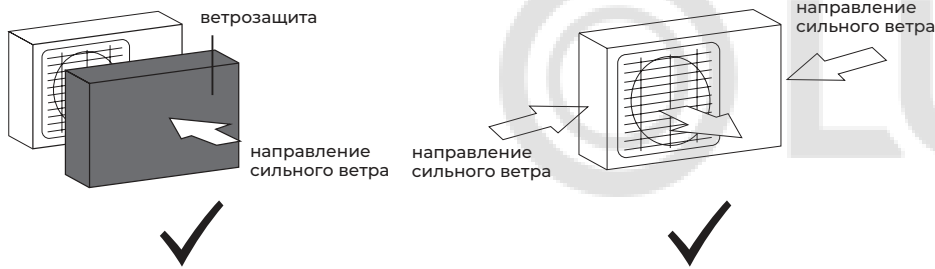 ветрозащита
направление
сильного ветра
направление
сильного ветра
направление
сильного ветра